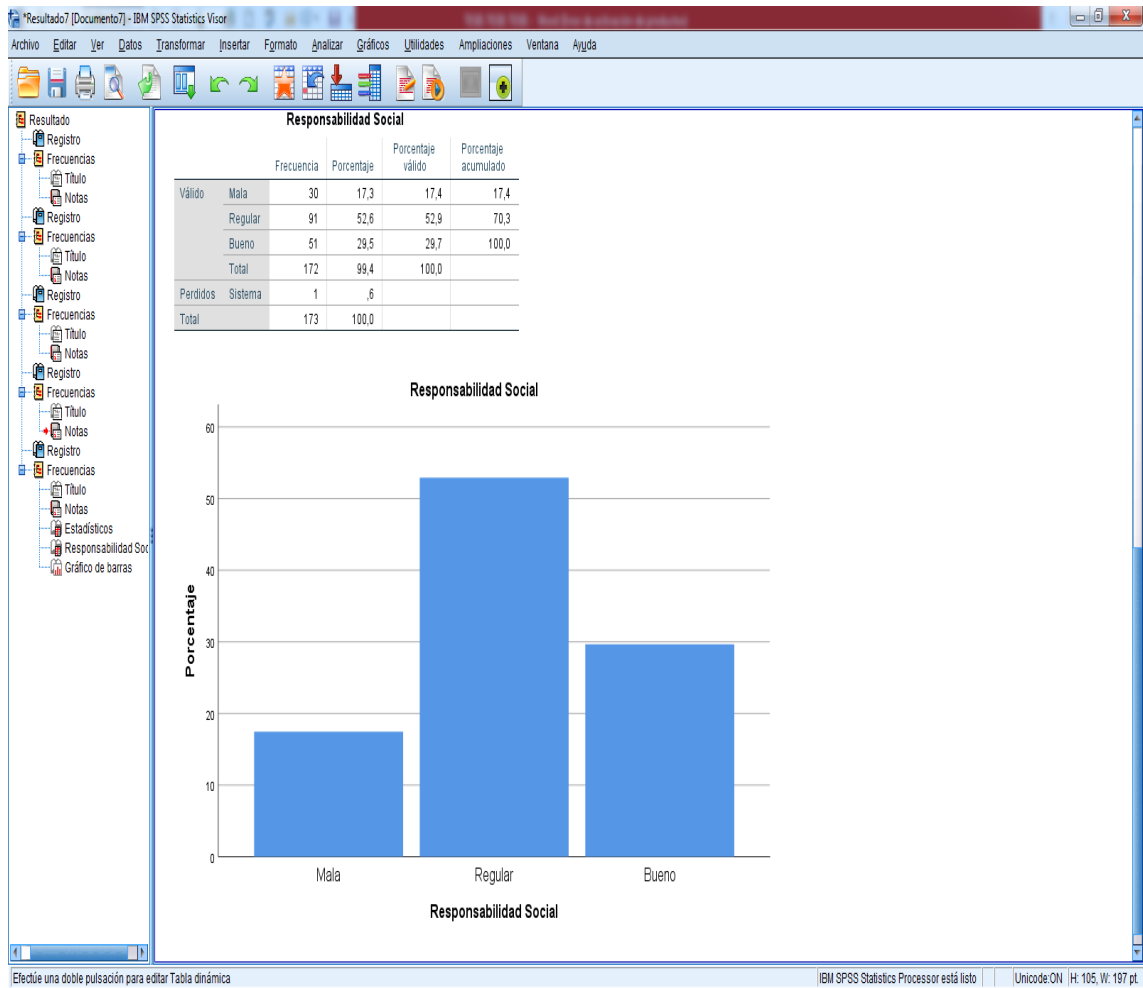 *Resultado7 [Documento7] - IBM SPSS Statistics Visor
Archivo Editar Ver Datos Transformar Insertar Formato Analizar Gráficos Utilidades Ampliaciones Ventana Ayuda
Resultado
Registro
Frecuencias
Título
Notas
Registro
Frecuencias
Título
Notas
Registro
Frecuencias
Título
Notas
Registro
Frecuencias
Título
Notas
Registro
Frecuencias
Título
Notas
Estadísticos
Responsabilidad Soc
Gráfico de barras
Responsabilidad Social
Frecuencia Porcentaje Porcentaje válido Porcentaje acumulado
Válido Mala 30 17,3 17,4 17,4
Regular 91 52,6 52,9 70,3
Bueno 51 29,5 29,7 100,0
Total 172 99,4 100,0
Perdidos Sistema 1 ,6
Total 173 100,0
Responsabilidad Social
Porcentaje
60
50
40
30
20
10
0
Mala Regular Bueno
Responsabilidad Social
Efectúe una doble pulsación para editar Tabla dinámica
IBM SPSS Statistics Processor está listo Unicode:ON H: 105, W: 197 pt.